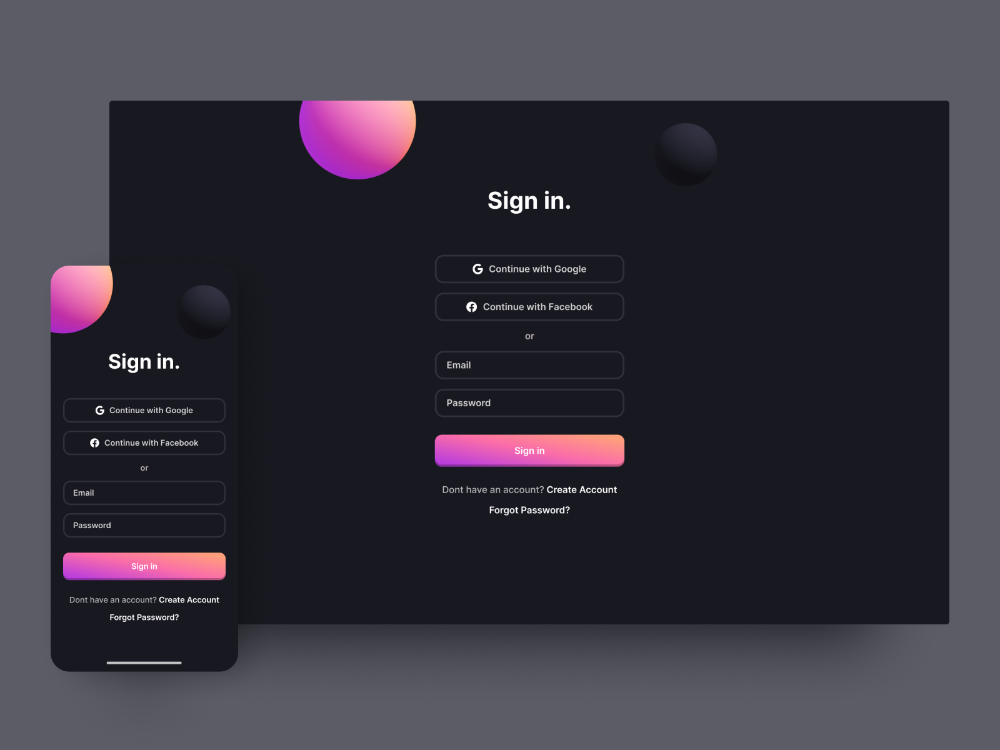 Sign in.
Continue with Google
Continue with Facebook
or
Email
Password
Sign in
Dont have an account? Create Account
Forgot Password?
Sign in.
Continue with Google
Continue with Facebook
or
Email
Password
Sign in
Dont have an account? Create Account
Forgot Password?